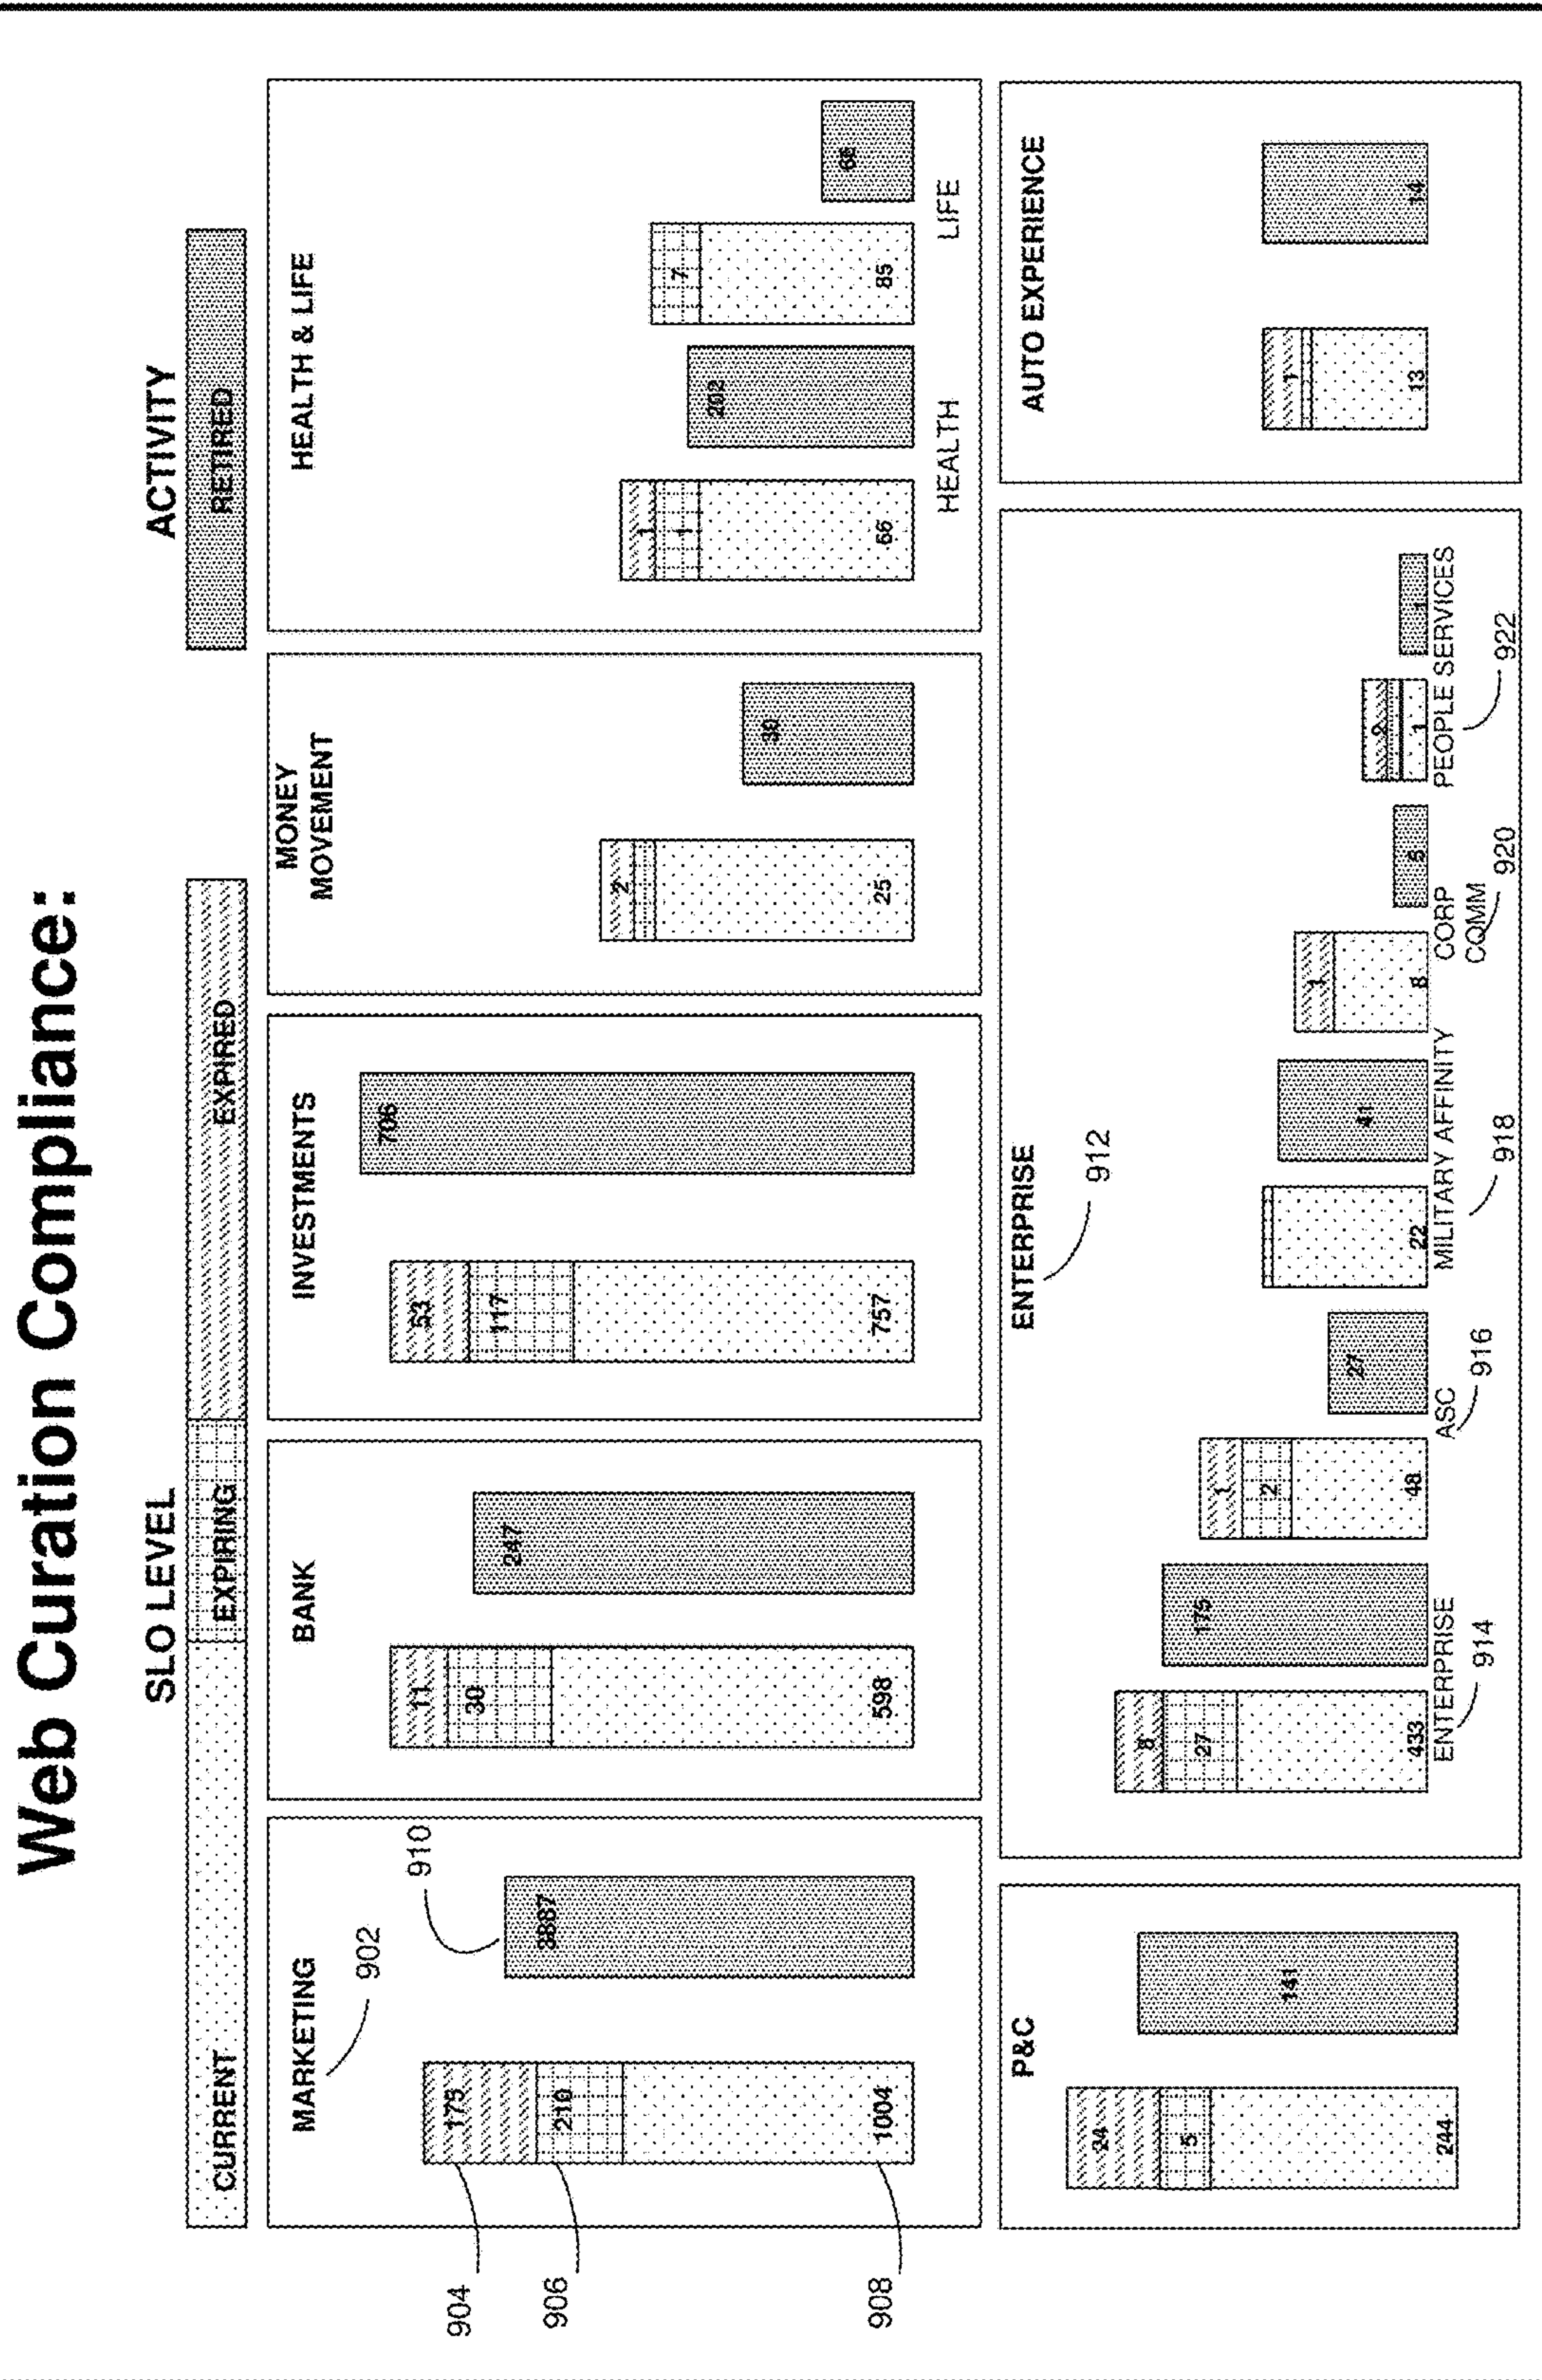 Web Curation Compliance:
SLO LEVEL
ACTIVITY
CURRENT
EXPIRING
EXPIRED
RETIRED
MARKETING
902
910
175
210
1004
3887
904
906
908
BANK
11
30
598
247
INVESTMENTS
53
117
757
706
MONEY
MOVEMENT
2
25
30
HEALTH & LIFE
1
1
66
202
HEALTH
7
85
LIFE
P&C
24
5
244
141
ENTERPRISE
912
8
27
433
175
ENTERPRISE
914
1
2
48
27
ASC
916
22
41
MILITARY AFFINITY
918
1
8
5
CORP
COMM
920
2
1
1
PEOPLE SERVICES
922
AUTO EXPERIENCE
1
13
14